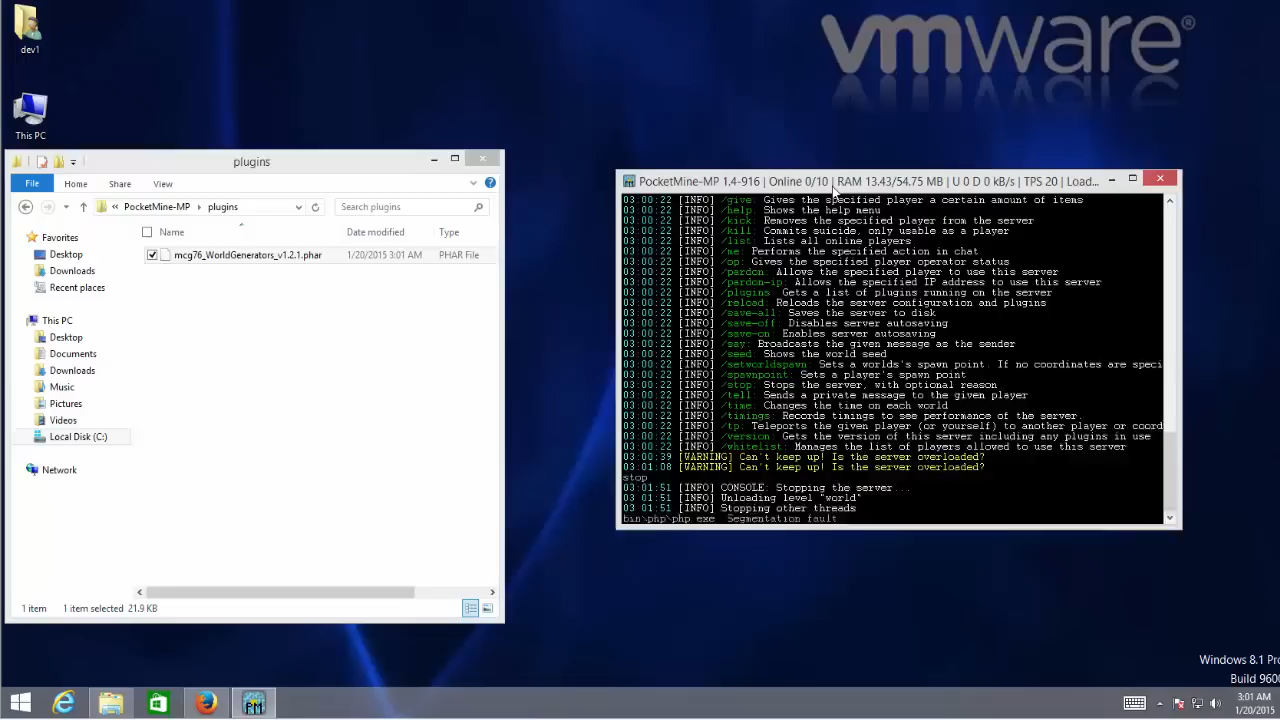 dev1
This PC
vmware®
plugins
File Home Share View
PocketMine-MP plugins
Search plugins
Name Date modified Type
mcg76_WorldGenerators_v1.2.1.phar 1/20/2015 3:01 AM PHAR File
Favorites
Desktop
Downloads
Recent places
This PC
Desktop
Documents
Downloads
Music
Pictures
Videos
Local Disk (C:)
Network
1 item 1 item selected 21.9 KB
PocketMine-MP 1.4-916 | Online 0/10 | RAM 13.43/54.75 MB | U 0 D 0 kB/s | TPS 20 | Load...
03:00:22 [INFO] /give: Gives the specified player a certain amount of items
03:00:22 [INFO] /help: Shows the help menu
03:00:22 [INFO] /kick: Removes the specified player from the server
03:00:22 [INFO] /kill: Commits suicide, only usable as a player
03:00:22 [INFO] /list: Lists all online players
03:00:22 [INFO] /me: Performs the specified action in chat
03:00:22 [INFO] /op: Gives the specified player operator status
03:00:22 [INFO] /pardon: Allows the specified player to use this server
03:00:22 [INFO] /pardon-ip: Allows the specified IP address to use this server
03:00:22 [INFO] /plugins: Gets a list of plugins running on the server
03:00:22 [INFO] /reload: Reloads the server configuration and plugins
03:00:22 [INFO] /save-all: Saves the server to disk
03:00:22 [INFO] /save-off: Disables server autosaving
03:00:22 [INFO] /save-on: Enables server autosaving
03:00:22 [INFO] /say: Broadcasts the given message as the sender
03:00:22 [INFO] /seed: Shows the world seed
03:00:22 [INFO] /setworldspawn: Sets a worlds's spawn point. If no coordinates are speci
03:00:22 [INFO] /spawnpoint: Sets a player's spawn point
03:00:22 [INFO] /stop: Stops the server, with optional reason
03:00:22 [INFO] /tell: Sends a private message to the given player
03:00:22 [INFO] /time: Changes the time on each world
03:00:22 [INFO] /timings: Records timings to see performance of the server.
03:00:22 [INFO] /tp: Teleports the given player (or yourself) to another player or coord
03:00:22 [INFO] /version: Gets the version of this server including any plugins in use
03:00:22 [INFO] /whitelist: Manages the list of players allowed to use this server
03:00:39 [WARNING] Can't keep up! Is the server overloaded?
03:01:08 [WARNING] Can't keep up! Is the server overloaded?
stop
03:01:51 [INFO] CONSOLE: Stopping the server...
03:01:51 [INFO] Unloading level "world"
03:01:51 [INFO] Stopping other threads
bin\php\php.exe Segmentation fault
Windows 8.1 Pro
Build 9600
3:01 AM
1/20/2015